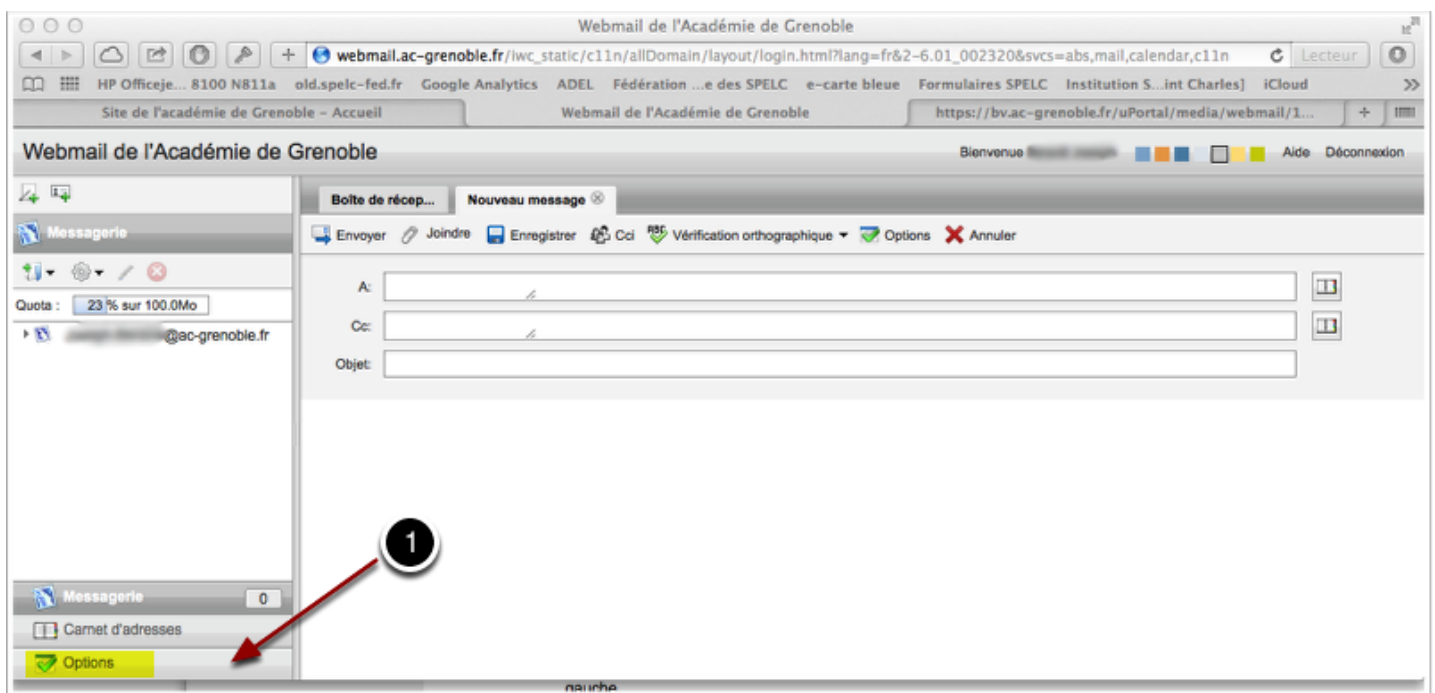 Webmail de l'Académie de Grenoble
webmail.ac-grenoble.fr/iwc_static/c11n/allDomain/layout/login.html?lang=fr&2-6.01_002320&svcs=abs,mail,calendar,c11n Lecteur
HP Officeje... 8100 N811a old.spelc-fed.fr Google Analytics ADEL Fédération ...e des SPELC e-carte bleue Formulaires SPELC Institution S...int Charles] iCloud >>
Site de l'académie de Grenoble – Accueil Webmail de l'Académie de Grenoble https://bv.ac-grenoble.fr/uPortal/media/webmail/1... +
Webmail de l'Académie de Grenoble Bienvenue Aide Déconnexion
Boîte de récep... Nouveau message
Messagerie Envoyer Joindre Enregistrer Cci Vérification orthographique Options Annuler
A:
Quota : 23 % sur 100.0Mo
Cc:
@ac-grenoble.fr
Objet:
1
Messagerie 0
Carnet d'adresses
Options
gauche